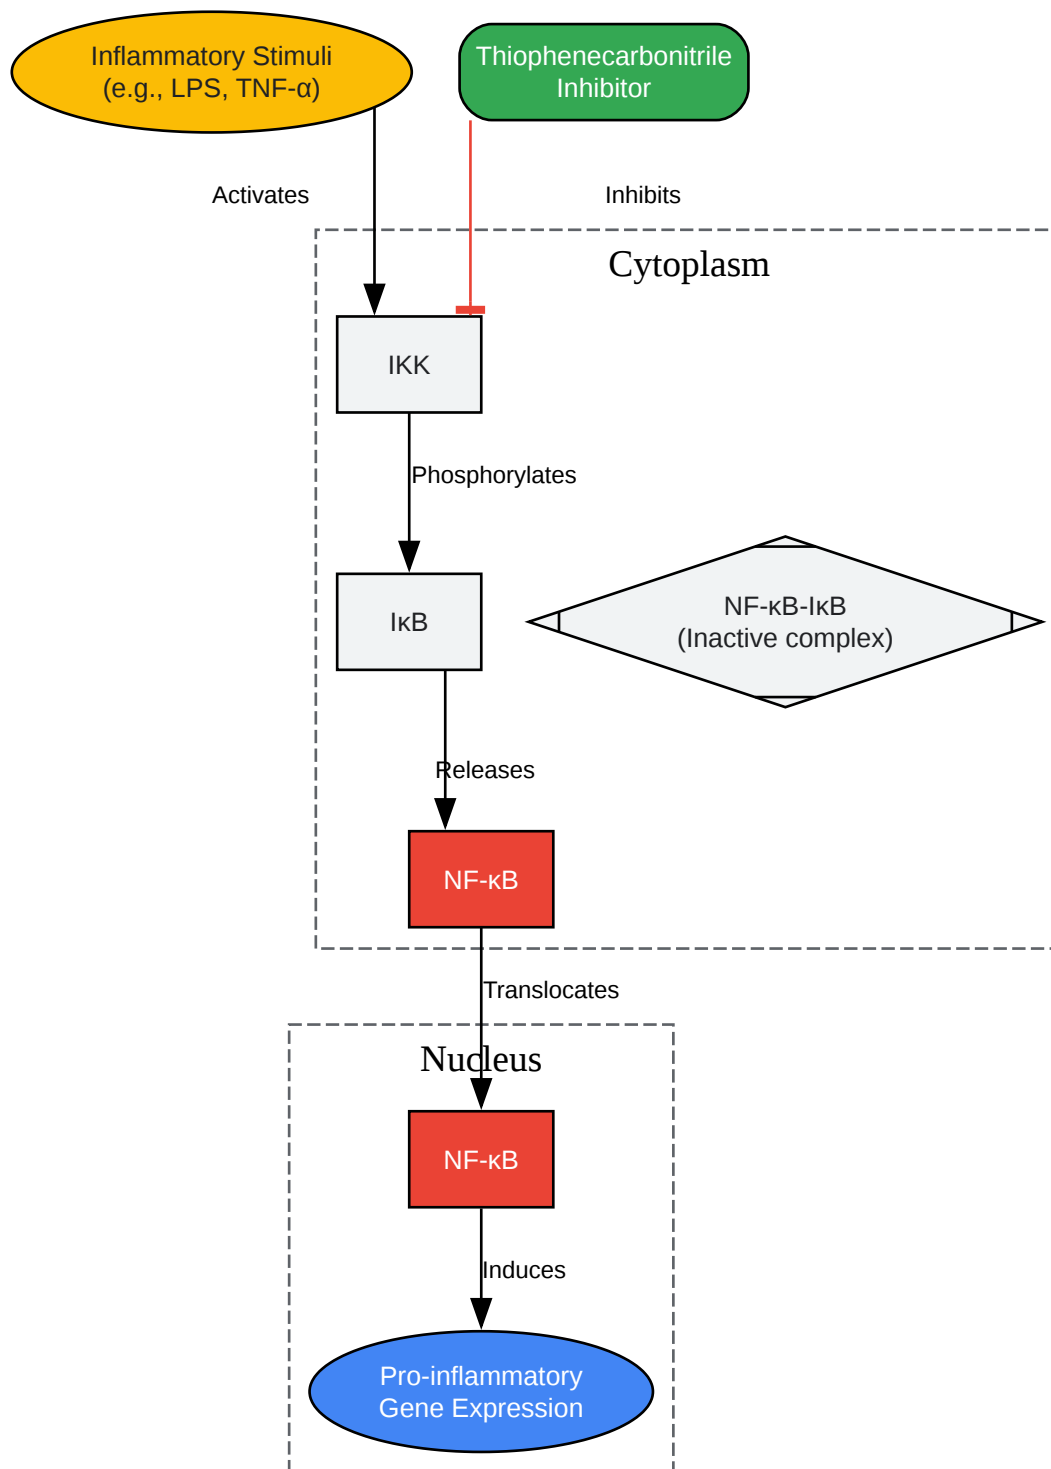 Inflammatory Stimuli
(e.g., LPS, TNF-α)
Thiophenecarbonitrile
Inhibitor
Activates
Inhibits
Cytoplasm
IKK
Phosphorylates
IκB
NF-κB-IκB
(Inactive complex)
Releases
NF-κB
Translocates
Nucleus
NF-κB
Induces
Pro-inflammatory
Gene Expression